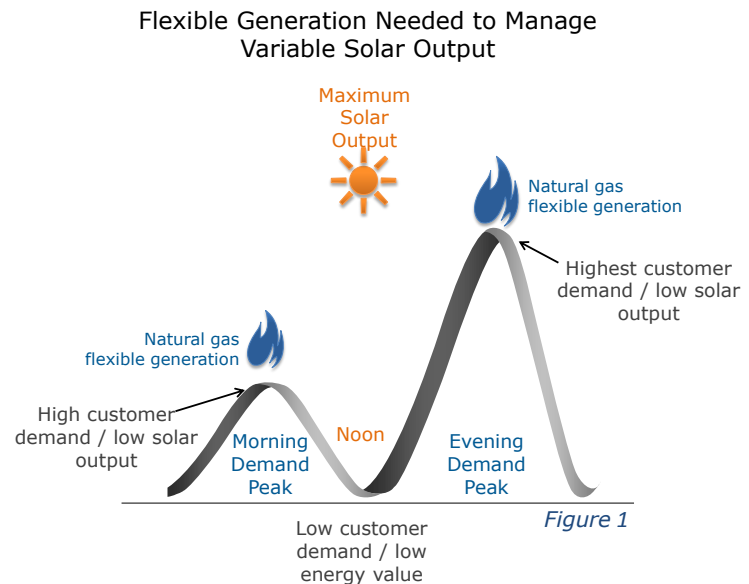 Flexible Generation Needed to Manage
Variable Solar Output
Maximum
Solar
Output
Natural gas
flexible generation
Highest customer
demand / low solar
output
Natural gas
flexible generation
High customer
demand / low solar
output
Morning
Demand
Peak
Noon
Evening
Demand
Peak
Low customer
demand / low
energy value
Figure 1